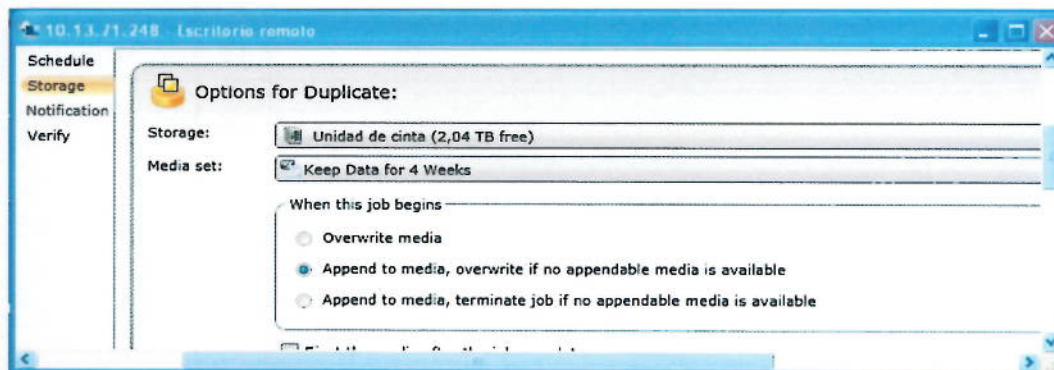 10.13.71.248 - Escritorio remoto
Schedule
Storage
Notification
Verify
Options for Duplicate:
Storage:
Unidad de cinta (2,04 TB free)
Media set:
Keep Data for 4 Weeks
When this job begins
Overwrite media
Append to media, overwrite if no appendable media is available
Append to media, terminate job if no appendable media is available